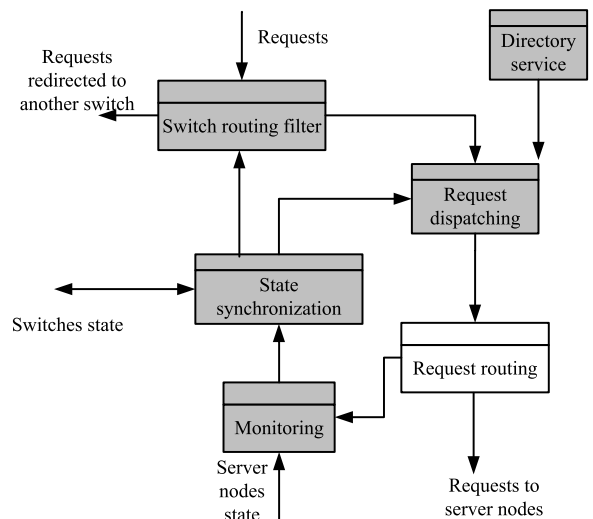 Requests
Requests
redirected to
another switch
Directory
service
Switch routing filter
Request
dispatching
State
synchronization
Switches state
Request routing
Monitoring
Server
nodes
state
Requests to
server nodes